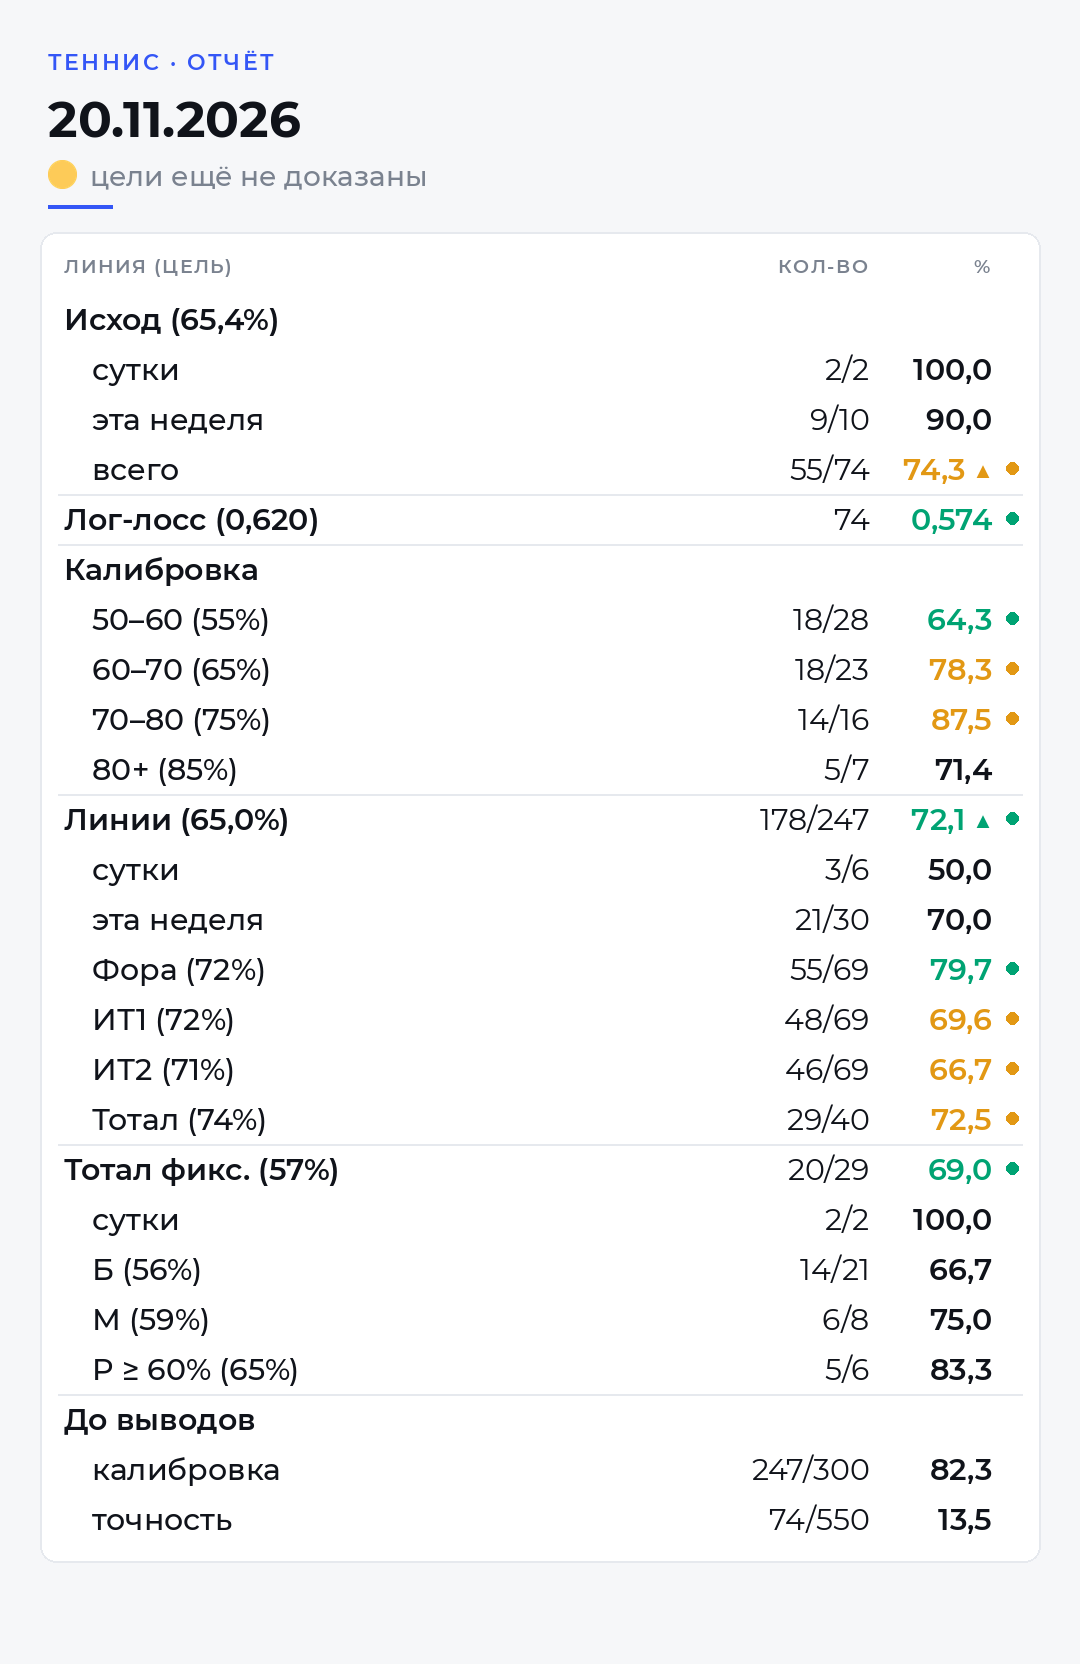 ТЕННИС · ОТЧЁТ
20.11.2026
цели ещё не доказаны
ЛИНИЯ (ЦЕЛЬ) КОЛ-ВО %
Исход (65,4%)
сутки 2/2 100,0
эта неделя 9/10 90,0
всего 55/74 74,3 ▲
Лог-лосс (0,620) 74 0,574
Калибровка
50–60 (55%) 18/28 64,3
60–70 (65%) 18/23 78,3
70–80 (75%) 14/16 87,5
80+ (85%) 5/7 71,4
Линии (65,0%) 178/247 72,1 ▲
сутки 3/6 50,0
эта неделя 21/30 70,0
Фора (72%) 55/69 79,7
ИТ1 (72%) 48/69 69,6
ИТ2 (71%) 46/69 66,7
Тотал (74%) 29/40 72,5
Тотал фикс. (57%) 20/29 69,0
сутки 2/2 100,0
Б (56%) 14/21 66,7
М (59%) 6/8 75,0
Р ≥ 60% (65%) 5/6 83,3
До выводов
калибровка 247/300 82,3
точность 74/550 13,5